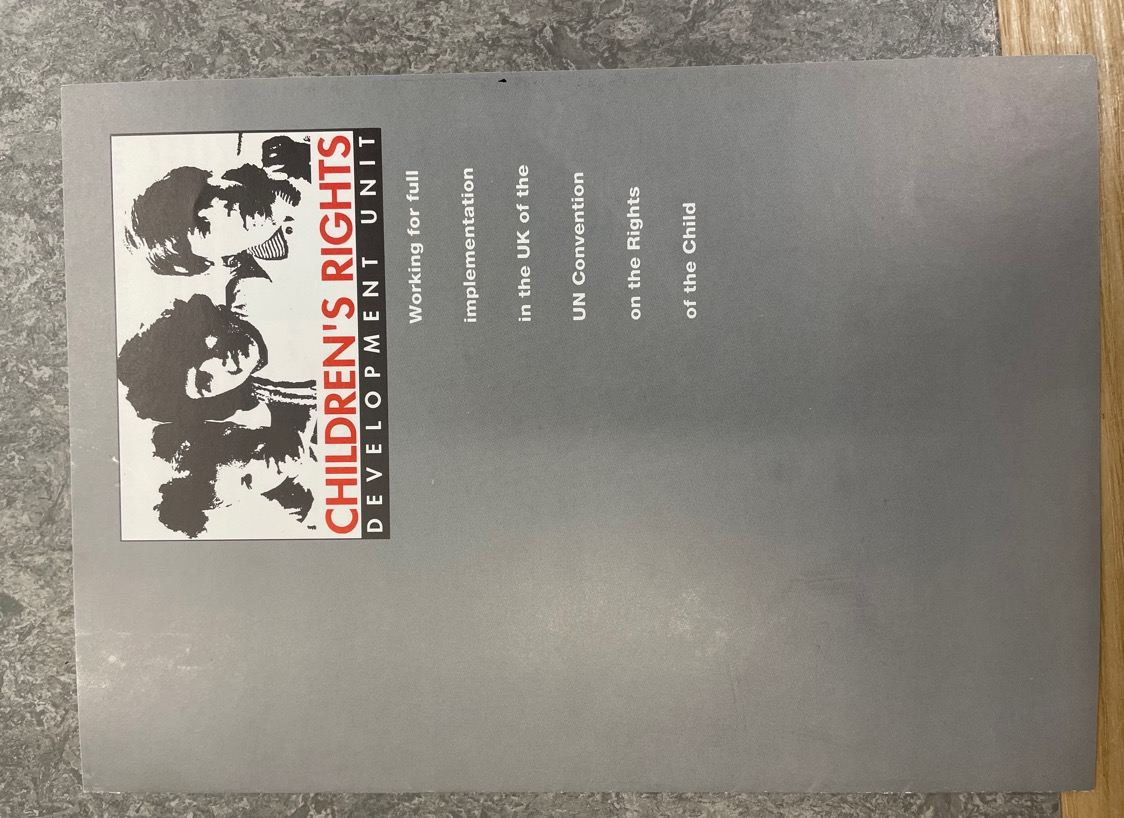 CHILDREN'S RIGHTS
DEVELOPMENT UNIT
Working for full
implementation
in the UK of the
UN Convention
on the Rights
of the Child